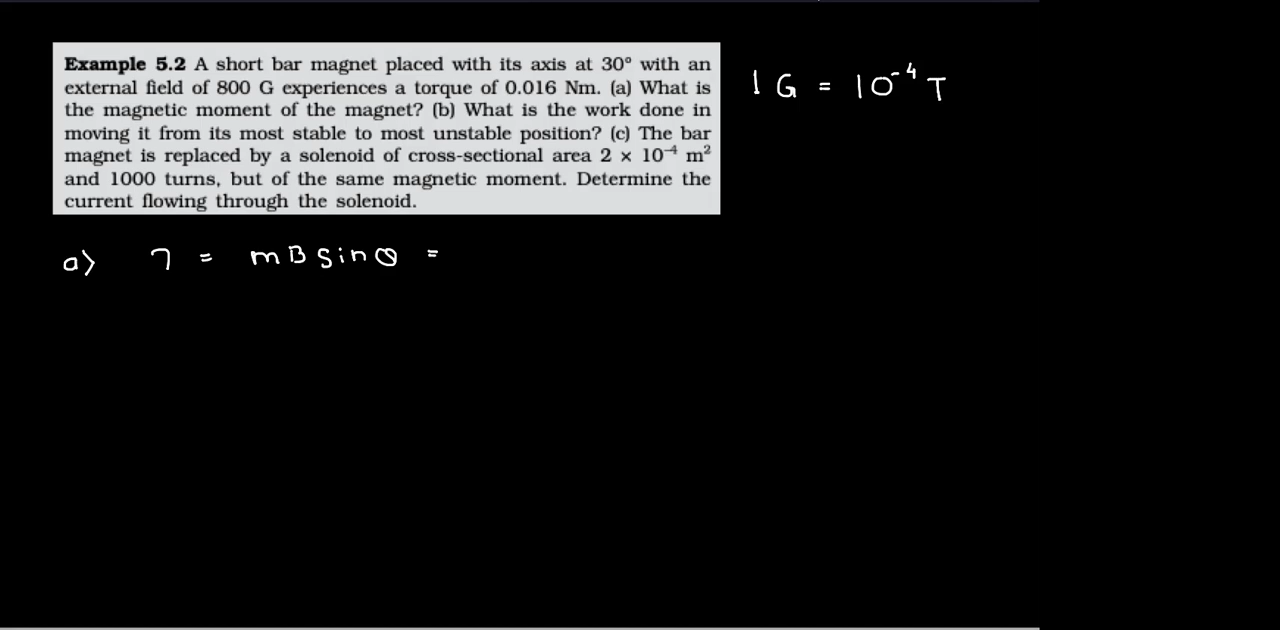 Example 5.2 A short bar magnet placed with its axis at 30° with an
external field of 800 G experiences a torque of 0.016 Nm. (a) What is
the magnetic moment of the magnet? (b) What is the work done in
moving it from its most stable to most unstable position? (c) The bar
magnet is replaced by a solenoid of cross-sectional area 2 × 10⁻⁴ m²
and 1000 turns, but of the same magnetic moment. Determine the
current flowing through the solenoid.
1 G = 10⁻⁴ T
a) τ = mB sinθ =